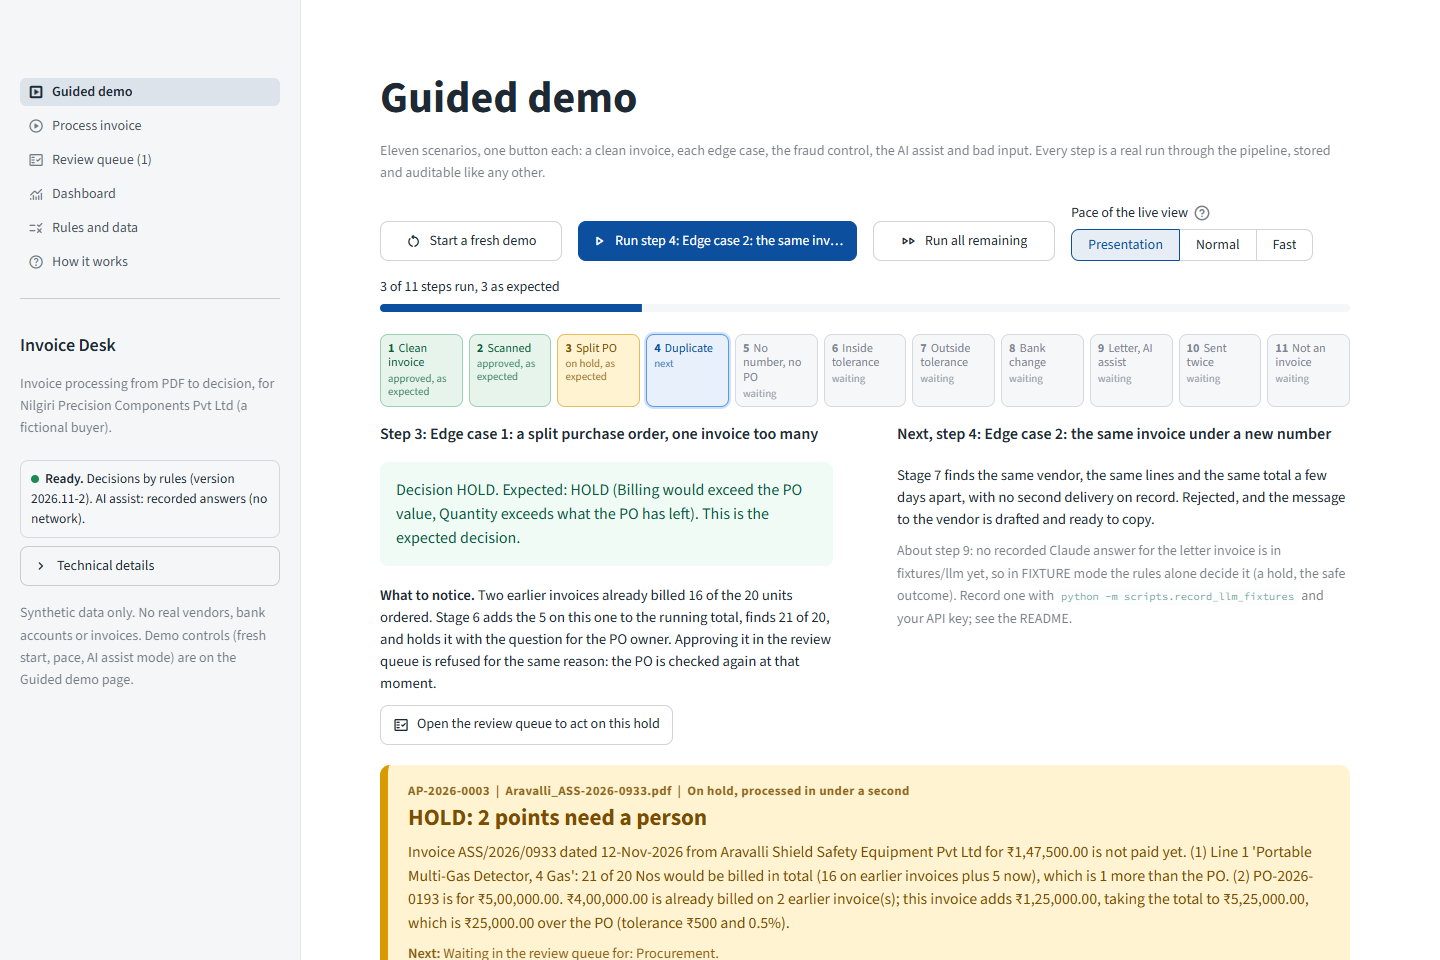 Guided demo
Process invoice
Review queue (1)
Dashboard
Rules and data
How it works
Invoice Desk
Invoice processing from PDF to decision, for
Nilgiri Precision Components Pvt Ltd (a
fictional buyer).
Ready. Decisions by rules (version
2026.11-2). AI assist: recorded answers (no
network).
Technical details
Synthetic data only. No real vendors, bank
accounts or invoices. Demo controls (fresh
start, pace, AI assist mode) are on the
Guided demo page.
Guided demo
Eleven scenarios, one button each: a clean invoice, each edge case, the fraud control, the AI assist and bad input. Every step is a real run through the pipeline, stored
and auditable like any other.
Start a fresh demo
Run step 4: Edge case 2: the same inv…
Run all remaining
Pace of the live view
Presentation
Normal
Fast
3 of 11 steps run, 3 as expected
1 Clean
invoice
approved, as
expected
2 Scanned
approved, as
expected
3 Split PO
on hold, as
expected
4 Duplicate
next
5 No
number, no
PO
waiting
6 Inside
tolerance
waiting
7 Outside
tolerance
waiting
8 Bank
change
waiting
9 Letter, AI
assist
waiting
10 Sent
twice
waiting
11 Not an
invoice
waiting
Step 3: Edge case 1: a split purchase order, one invoice too many
Decision HOLD. Expected: HOLD (Billing would exceed the PO
value, Quantity exceeds what the PO has left). This is the
expected decision.
What to notice. Two earlier invoices already billed 16 of the 20 units
ordered. Stage 6 adds the 5 on this one to the running total, finds 21 of 20,
and holds it with the question for the PO owner. Approving it in the review
queue is refused for the same reason: the PO is checked again at that
moment.
Open the review queue to act on this hold
Next, step 4: Edge case 2: the same invoice under a new number
Stage 7 finds the same vendor, the same lines and the same total a few
days apart, with no second delivery on record. Rejected, and the message
to the vendor is drafted and ready to copy.
About step 9: no recorded Claude answer for the letter invoice is in
fixtures/llm yet, so in FIXTURE mode the rules alone decide it (a hold, the safe
outcome). Record one with python -m scripts.record_llm_fixtures and
your API key; see the README.
AP-2026-0003 | Aravalli_ASS-2026-0933.pdf | On hold, processed in under a second
HOLD: 2 points need a person
Invoice ASS/2026/0933 dated 12-Nov-2026 from Aravalli Shield Safety Equipment Pvt Ltd for ₹1,47,500.00 is not paid yet. (1) Line 1 'Portable
Multi-Gas Detector, 4 Gas': 21 of 20 Nos would be billed in total (16 on earlier invoices plus 5 now), which is 1 more than the PO. (2) PO-2026-
0193 is for ₹5,00,000.00. ₹4,00,000.00 is already billed on 2 earlier invoice(s); this invoice adds ₹1,25,000.00, taking the total to ₹5,25,000.00,
which is ₹25,000.00 over the PO (tolerance ₹500 and 0.5%).
Next: Waiting in the review queue for: Procurement.